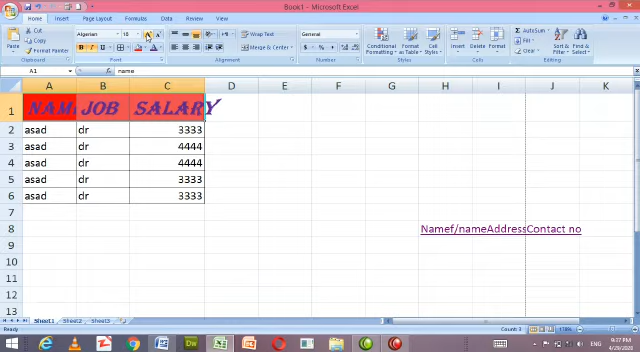 Book1 - Microsoft Excel
Home Insert Page Layout Formulas Data Review View
Paste
Cut
Copy
Format Painter
Clipboard
Algerian 18
Font
Wrap Text
Merge & Center
Alignment
General
Number
Conditional Formatting
Format as Table
Cell Styles
Styles
Insert Delete Format
Cells
AutoSum
Fill
Clear
Sort & Filter
Find & Select
Editing
A1 name
A B C D E F G H I J K
1 NAM JOB SALARY
2 asad dr 3333
3 asad dr 4444
4 asad dr 4444
5 asad dr 3333
6 asad dr 3333
7
8 Namef/nameAddressContact no
9
10
11
12
13
Sheet1 Sheet2 Sheet3
Ready Count: 3
ENG